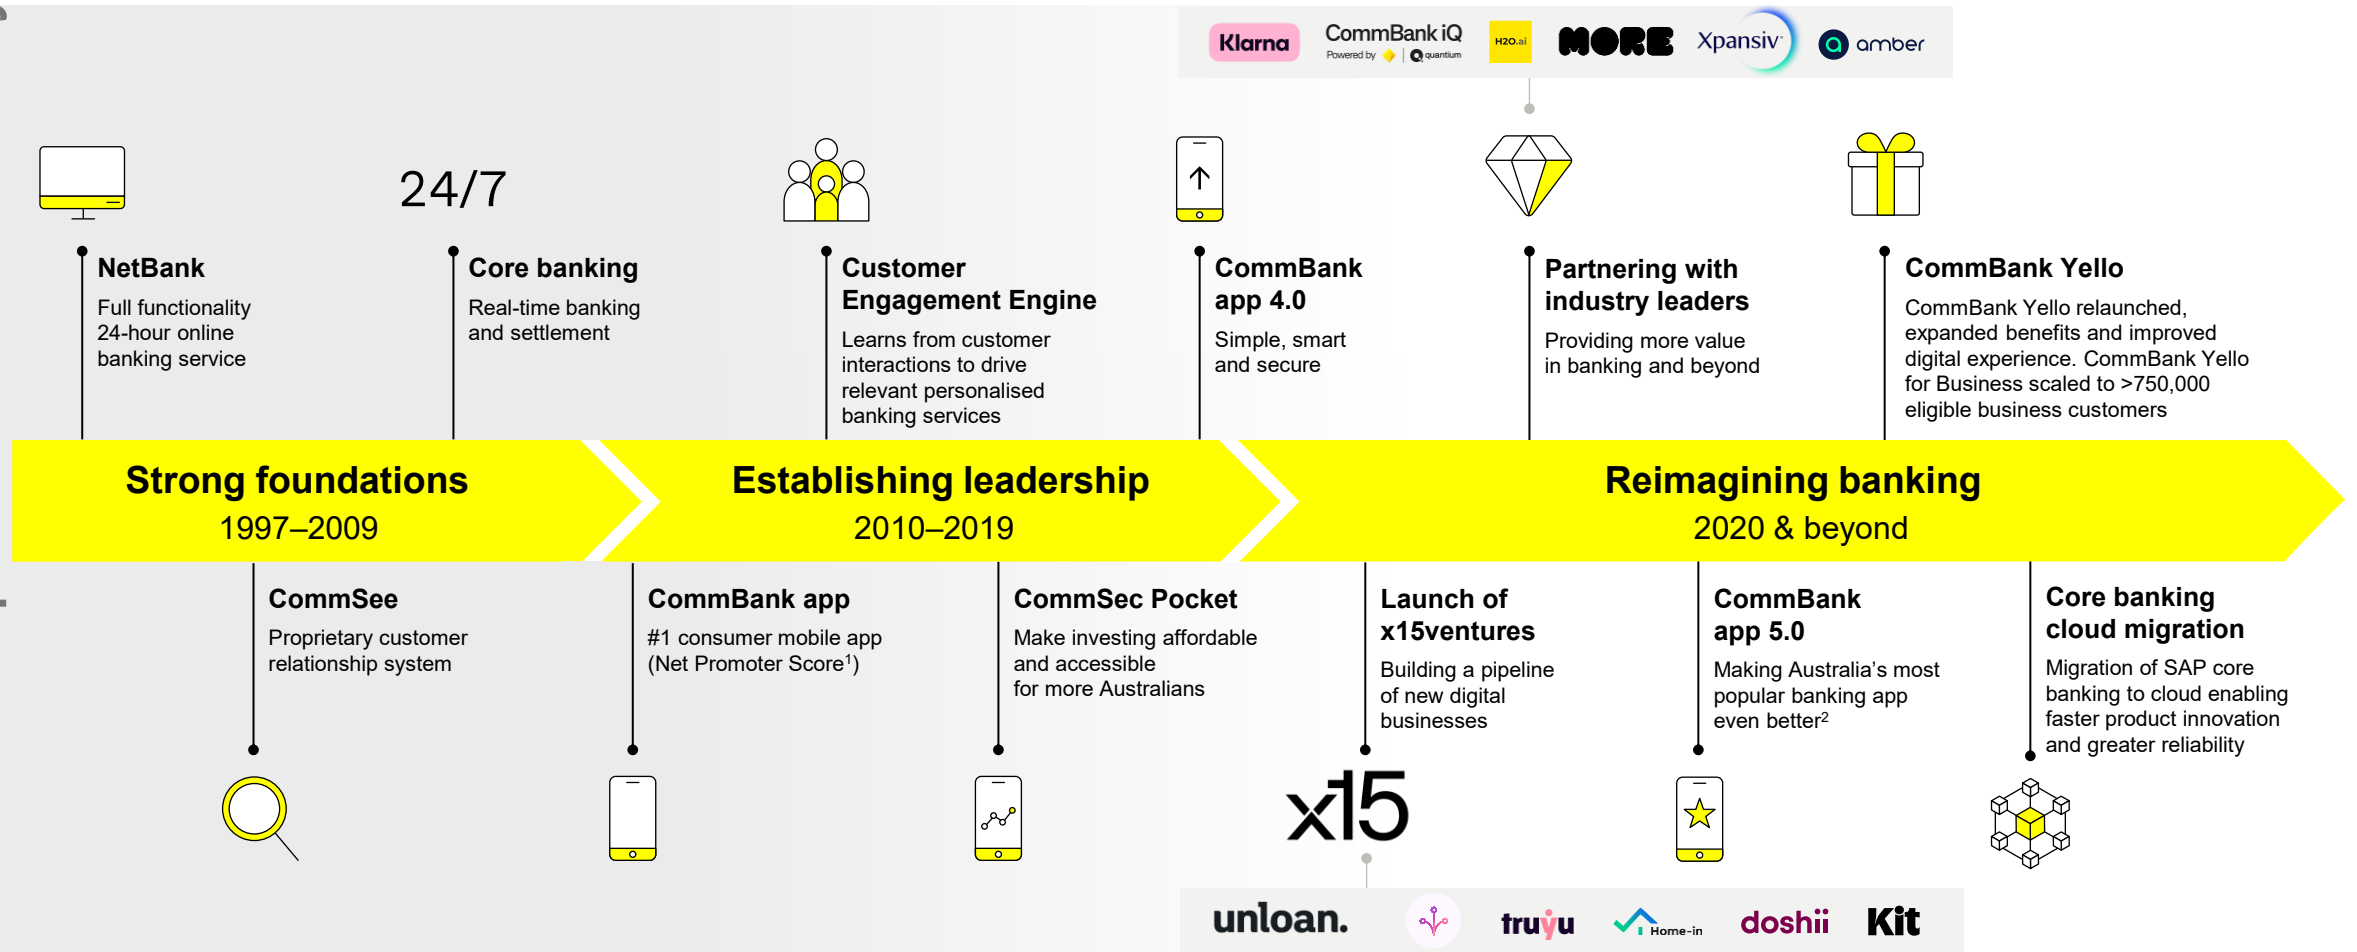 Klarna
CommBank iQ
Powered by | quantium
H2O.ai
MORE
Xpansiv
amber
24/7
NetBank
Full functionality
24-hour online
banking service
Core banking
Real-time banking
and settlement
Customer
Engagement Engine
Learns from customer
interactions to drive
relevant personalised
banking services
CommBank
app 4.0
Simple, smart
and secure
Partnering with
industry leaders
Providing more value
in banking and beyond
CommBank Yello
CommBank Yello relaunched,
expanded benefits and improved
digital experience. CommBank Yello
for Business scaled to >750,000
eligible business customers
Strong foundations
1997–2009
Establishing leadership
2010–2019
Reimagining banking
2020 & beyond
CommSee
Proprietary customer
relationship system
CommBank app
#1 consumer mobile app
(Net Promoter Score¹)
CommSec Pocket
Make investing affordable
and accessible
for more Australians
Launch of
x15ventures
Building a pipeline
of new digital
businesses
CommBank
app 5.0
Making Australia’s most
popular banking app
even better²
Core banking
cloud migration
Migration of SAP core
banking to cloud enabling
faster product innovation
and greater reliability
x15
unloan.
truyu
Home-in
doshii
Kit